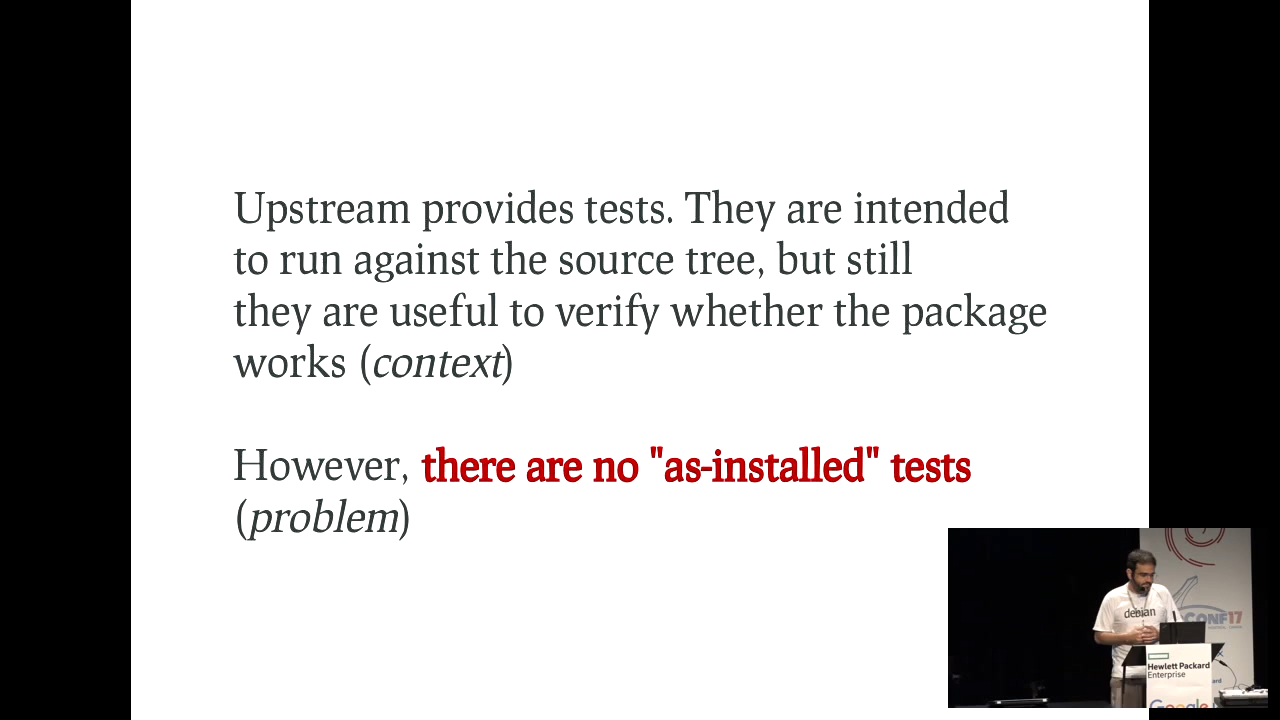 Upstream provides tests. They are intended
to run against the source tree, but still
they are useful to verify whether the package
works (context)
However, there are no "as-installed" tests
(problem)
debian
CONF17
Hewlett Packard
Enterprise
Google